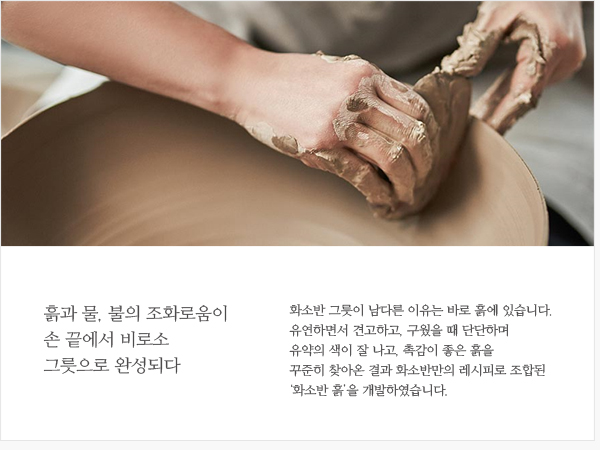 흙과 물, 불의 조화로움이
손 끝에서 비로소
그릇으로 완성되다
화소반 그릇이 남다른 이유는 바로 흙에 있습니다.
유연하면서 견고하고, 구웠을 때 단단하며
유약의 색이 잘 나고, 촉감이 좋은 흙을
꾸준히 찾아온 결과 화소반만의 레시피로 조합된
‘화소반 흙’을 개발하였습니다.